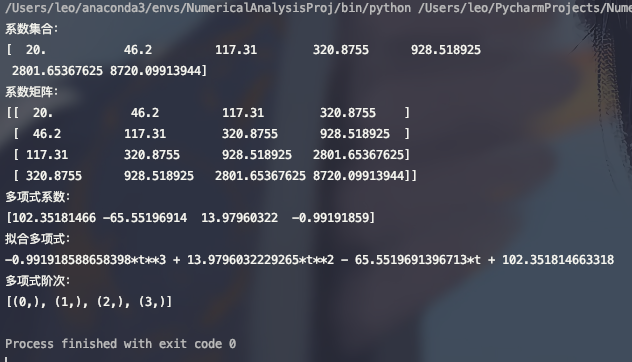 /Users/leo/anaconda3/envs/NumericalAnalysisProj/bin/python /Users/leo/PycharmProjects/Nume
系数集合:
[  20.           46.2         117.31        320.8755      928.518925
 2801.65367625 8720.09913944]
系数矩阵:
[[  20.           46.2         117.31        320.8755    ]
 [  46.2         117.31        320.8755      928.518925  ]
 [ 117.31        320.8755      928.518925   2801.65367625]
 [ 320.8755      928.518925   2801.65367625 8720.09913944]]
多项式系数:
[102.35181466 -65.55196914  13.97960322  -0.99191859]
拟合多项式:
-0.991918588658398*t**3 + 13.9796032229265*t**2 - 65.5519691396713*t + 102.351814663318
多项式阶次:
[(0,), (1,), (2,), (3,)]
Process finished with exit code 0